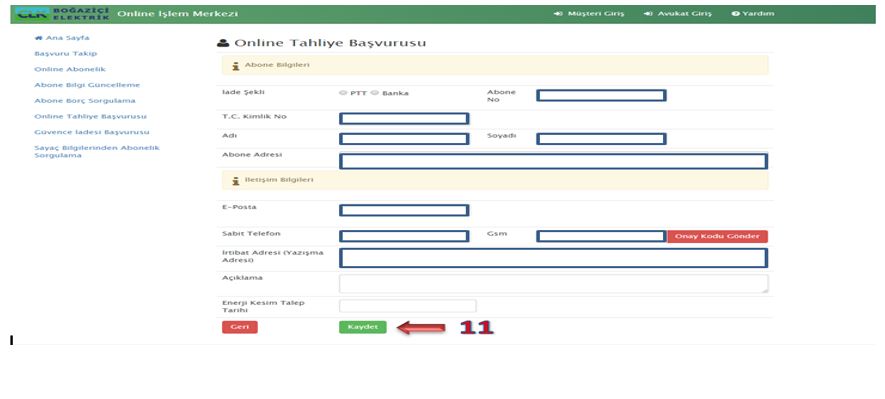 CLK BOĞAZİÇİ ELEKTRİK Online İşlem Merkezi Müşteri Giriş Avukat Giriş Yardım
Ana Sayfa
Başvuru Takip
Online Abonelik
Abone Bilgi Güncelleme
Abone Borç Sorgulama
Online Tahliye Başvurusu
Güvence İadesi Başvurusu
Sayaç Bilgilerinden Abonelik
Sorgulama
Online Tahliye Başvurusu
Abone Bilgileri
İade Şekli PTT Banka Abone No
T.C. Kimlik No
Adı Soyadı
Abone Adresi
İletişim Bilgileri
E-Posta
Sabit Telefon Gsm Onay Kodu Gönder
İrtibat Adresi (Yazışma
Adresi)
Açıklama
Enerji Kesim Talep
Tarihi
Geri Kaydet 11